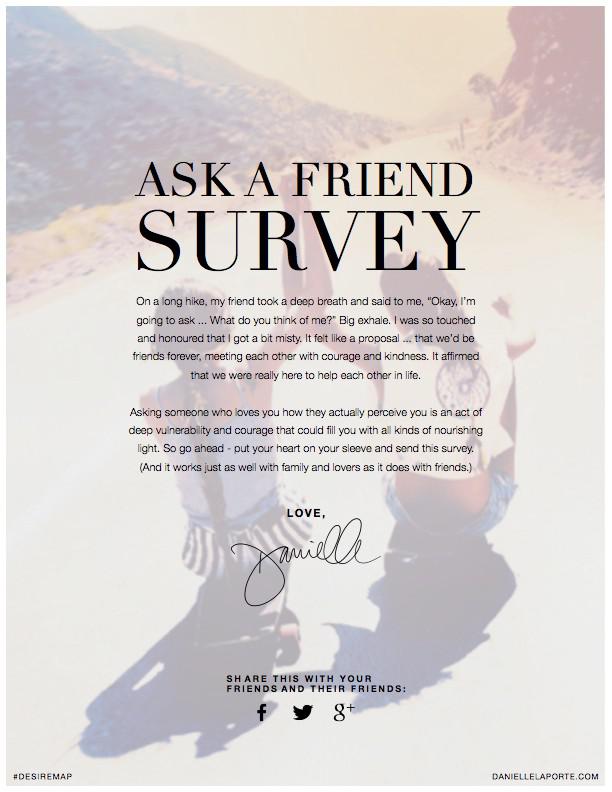 ASK A FRIEND
SURVEY
On a long hike, my friend took a deep breath and said to me, “Okay, I’m
going to ask ... What do you think of me?” Big exhale. I was so touched
and honoured that I got a bit misty. It felt like a proposal ... that we’d be
friends forever, meeting each other with courage and kindness. It affirmed
that we were really here to help each other in life.
Asking someone who loves you how they actually perceive you is an act of
deep vulnerability and courage that could fill you with all kinds of nourishing
light. So go ahead - put your heart on your sleeve and send this survey.
(And it works just as well with family and lovers as it does with friends.)
LOVE,
Danielle
SHARE THIS WITH YOUR
FRIENDS AND THEIR FRIENDS:
f g+
#DESIREMAP DANIELLELAPORTE.COM